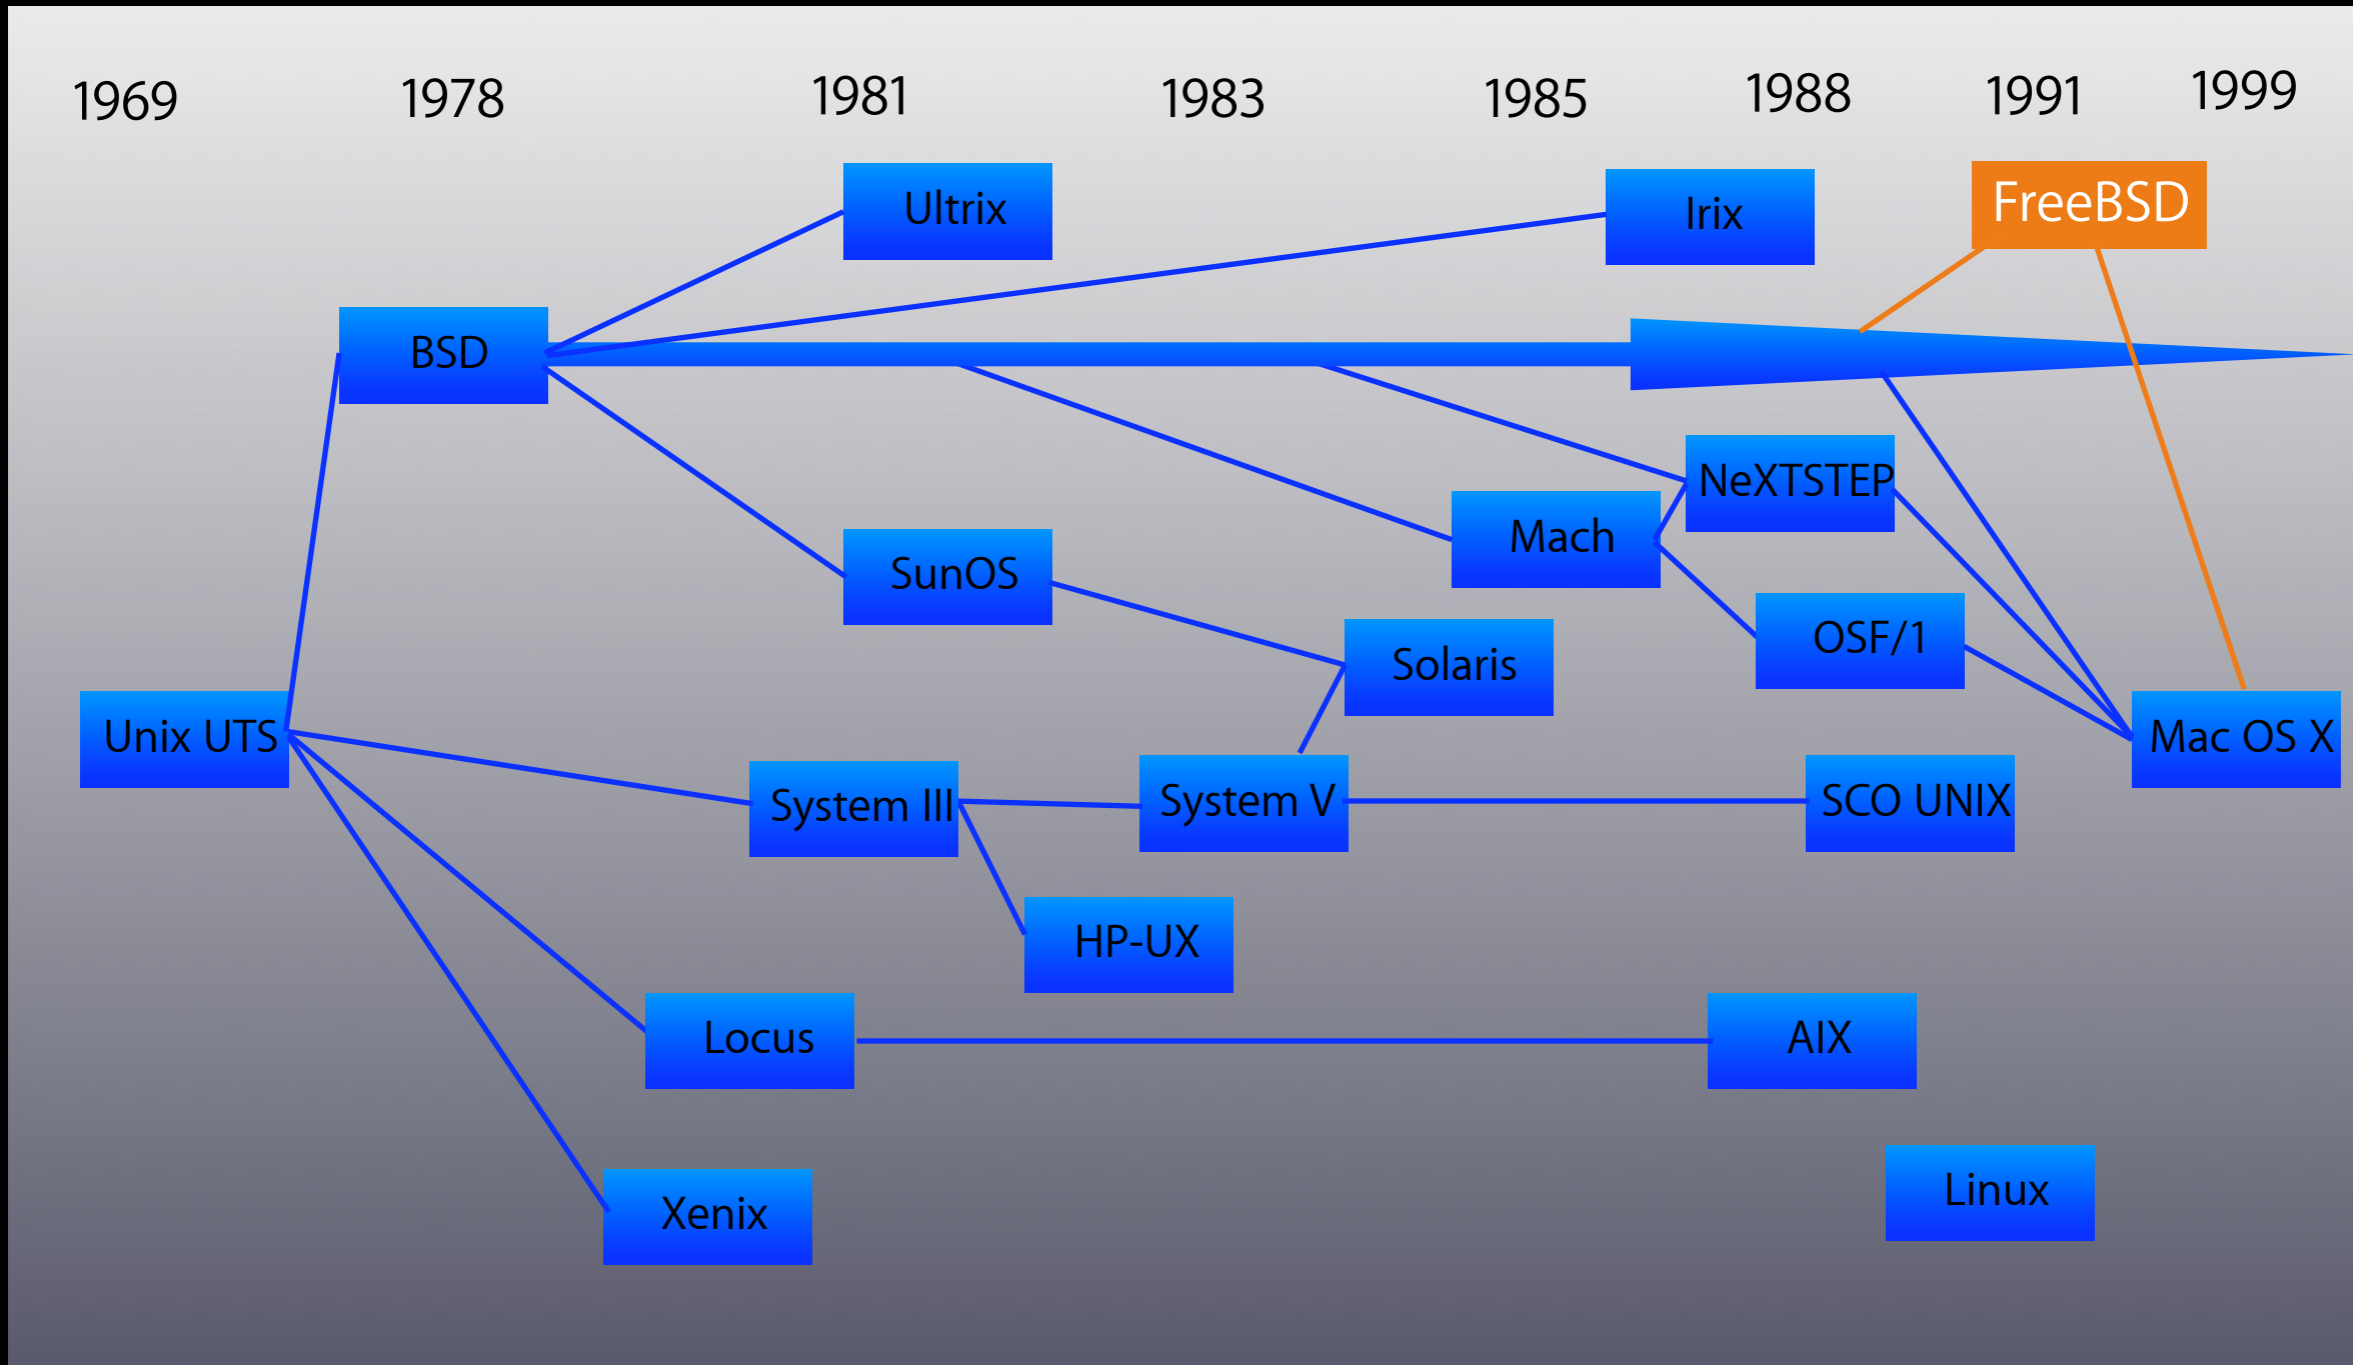 1969
1978
1981
1983
1985
1988
1991
1999
Ultrix
Irix
FreeBSD
BSD
NeXTSTEP
Mach
SunOS
OSF/1
Solaris
Unix UTS
Mac OS X
System III
System V
SCO UNIX
HP-UX
Locus
AIX
Linux
Xenix